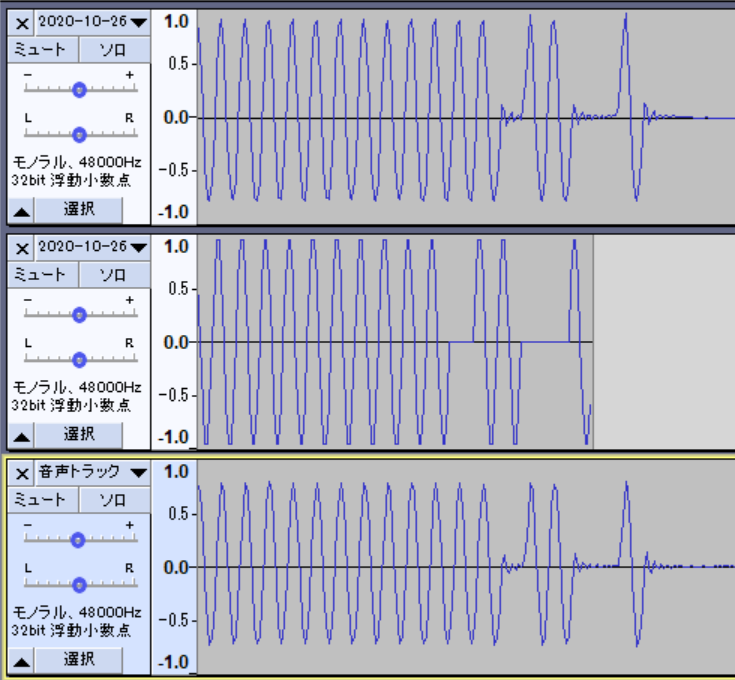 × 2020-10-26 ▼
ミュート ソロ
- +
L R
モノラル、48000Hz
32bit 浮動小数点
▲ 選択
1.0
0.5-
0.0-
-0.5-
-1.0
× 2020-10-26 ▼
ミュート ソロ
- +
L R
モノラル、48000Hz
32bit 浮動小数点
▲ 選択
1.0
0.5-
0.0-
-0.5-
-1.0
× 音声トラック ▼
ミュート ソロ
- +
L R
モノラル、48000Hz
32bit 浮動小数点
▲ 選択
1.0
0.5-
0.0-
-0.5-
-1.0